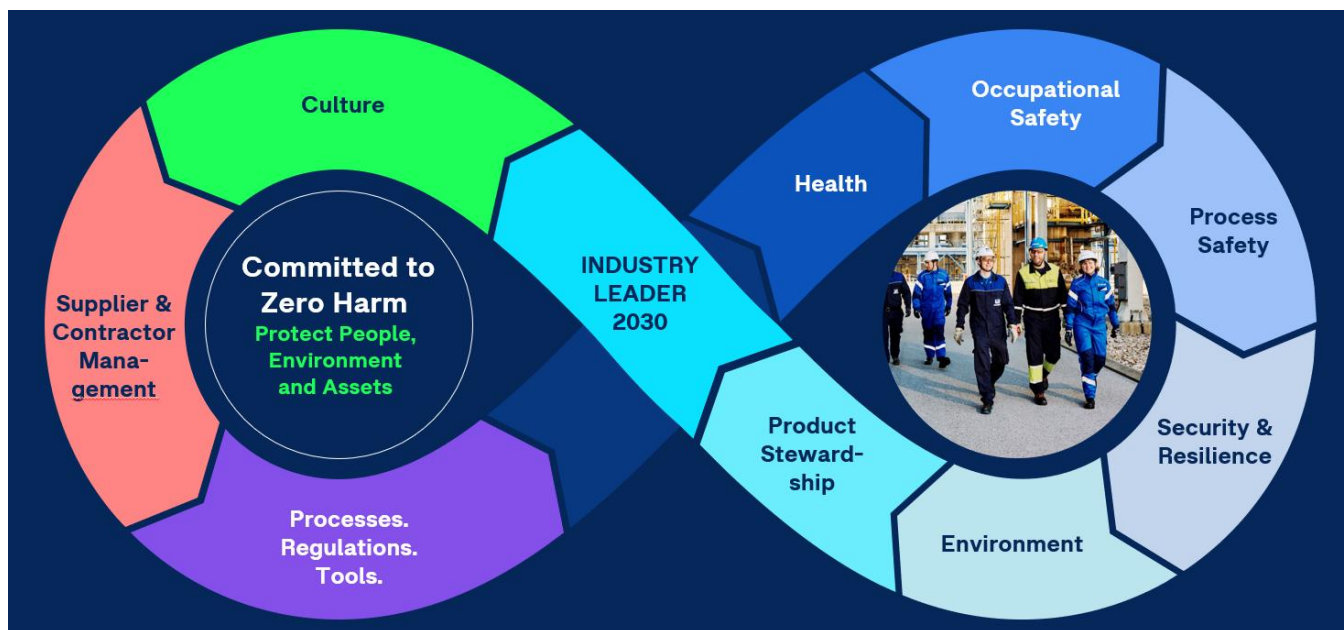 Culture
Supplier &
Contractor
Mana-
gement
Committed to
Zero Harm
Protect People,
Environment
and Assets
Processes.
Regulations.
Tools.
INDUSTRY
LEADER
2030
Health
Occupational
Safety
Process
Safety
Security &
Resilience
Environment
Product
Steward-
ship